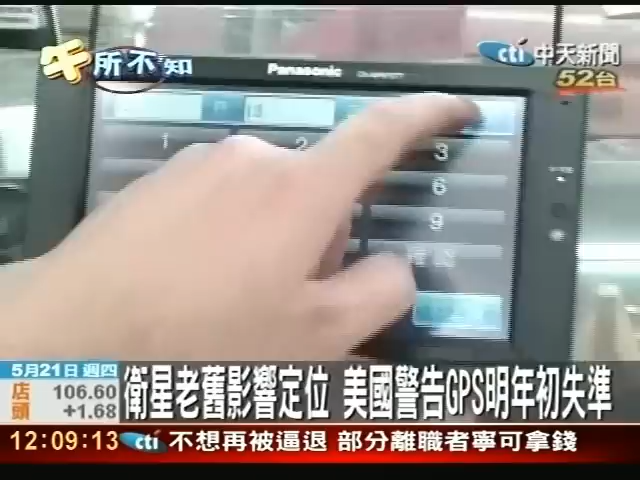 午所不知
Panasonic
cti 中天新聞
52台
1
2
3
6
9
5月21日 週四
店頭 106.60
+1.68
衛星老舊影響定位 美國警告GPS明年初失準
12:09:13 cti 不想再被逼退 部分離職者寧可拿錢